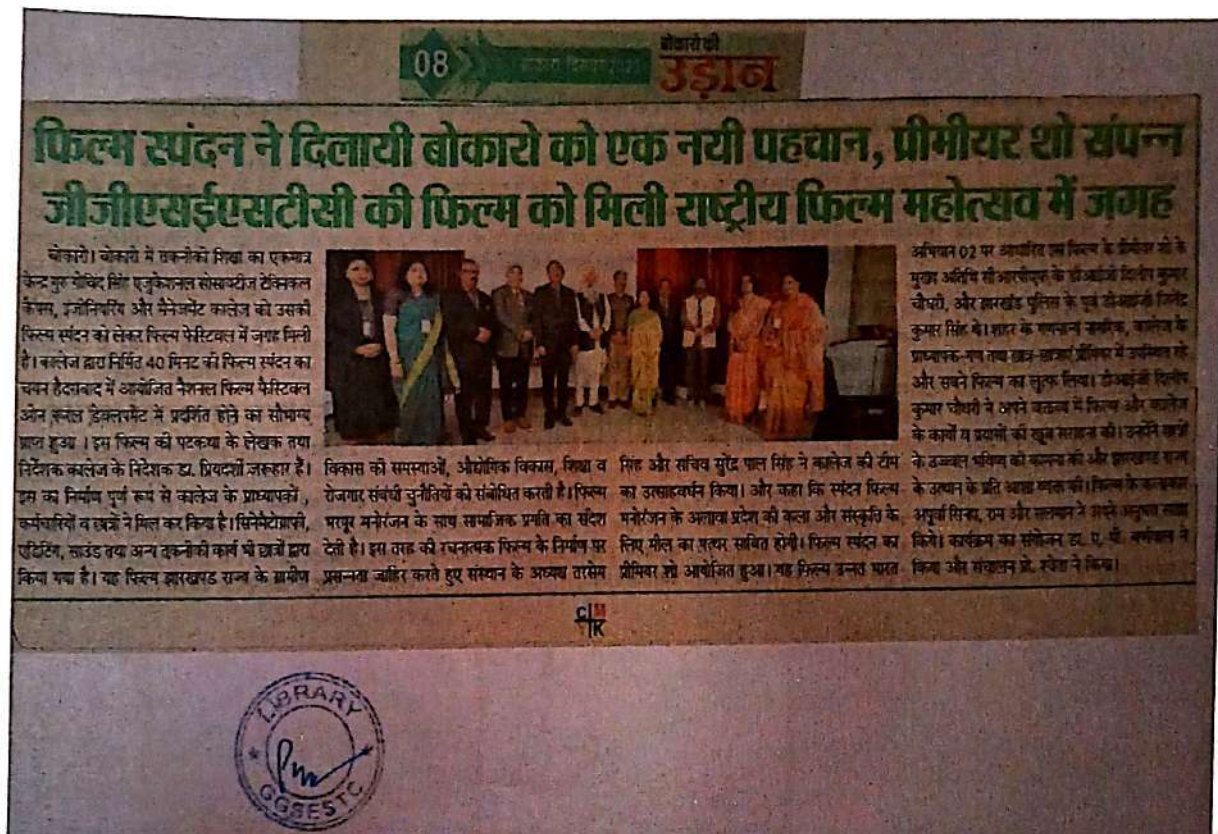 08
बोकारो की
उड़ान
फिल्म स्पंदन ने दिलायी बोकारो को एक नयी पहचान, प्रीमीयर शो संपन्न
जीजीएसईएसटीसी की फिल्म को मिली राष्ट्रीय फिल्म महोत्सव में जगह
बोकारो। बोकारो में तकनीकी शिक्षा का एकमात्र
केन्द्र गुरु गोविंद सिंह एजुकेशनल सोसायटीज टेक्निकल
कैंपस, इंजीनियरिंग और मैनेजमेंट कालेज को उसकी
फिल्म स्पंदन को लेकर फिल्म फेस्टिवल में जगह मिली
है। कालेज द्वारा निर्मित 40 मिनट की फिल्म स्पंदन का
चयन हैदराबाद में आयोजित नैशनल फिल्म फैस्टिवल
ऑन रूरल डेवलपमेंट में प्रदर्शित होने का सौभाग्य
प्राप्त हुआ । इस फिल्म की पटकथा के लेखक तथा
निर्देशक कालेज के निदेशक डा. प्रियदर्शी जरूहार हैं।
इस का निर्माण पूर्ण रूप से कालेज के प्राध्यापकों ,
कर्मचारियों व छात्रों ने मिल कर किया है। सिनेमैटोग्राफी,
एडिटिंग, साउंड तथा अन्य तकनीकी कार्य भी छात्रों द्वारा
किया गया है। यह फिल्म झारखण्ड राज्य के ग्रामीण
विकास की समस्याओं, औद्योगिक विकास, शिक्षा व
रोजगार संबंधी चुनौतियों को संबोधित करती है। फिल्म
भरपूर मनोरंजन के साथ सामाजिक प्रगति का संदेश
देती है। इस तरह की रचनात्मक फिल्म के निर्माण पर
प्रसन्नता जाहिर करते हुए संस्थान के अध्यक्ष तरसेम
सिंह और सचिव सुरेंद्र पाल सिंह ने कालेज की टीम
का उत्साहवर्धन किया। और कहा कि स्पंदन फिल्म
मनोरंजन के अलावा प्रदेश की कला और संस्कृति के
लिए मील का पत्थर साबित होगी। फिल्म स्पंदन का
प्रीमियर शो आयोजित हुआ। यह फिल्म उन्नत भारत
अभियान 02 पर आधारित इस फिल्म के प्रीमीयर शो के
मुख्य अतिथि सीआरपीएफ के डीआईजी दिलीप कुमार
चौधरी, और झारखंड पुलिस के पूर्व डीआईजी जितेंद्र
कुमार सिंह थे। शहर के गणमान्य नागरिक, कालेज के
प्राध्यापक-गण तथा छात्र-छात्राएं प्रीमियर में उपस्थित रहे
और सबने फिल्म का लुत्फ लिया। डीआईजी दिलीप
कुमार चौधरी ने अपने वक्तव्य में फिल्म और कालेज
के कार्यों व प्रयासों की खूब सराहना की। उन्होंने छात्रों
के उज्ज्वल भविष्य की कामना की और झारखण्ड राज्य
के उत्थान के प्रति आशा व्यक्त की। फिल्म के कलाकार
अपूर्वा सिन्हा, राम और सलमान ने अपने अनुभव साझा
किये। कार्यक्रम का संयोजन डा. ए. पी. बर्णवाल ने
किया और संचालन प्रो. श्वेता ने किया।
C M
Y K
LIBRARY
GGSESTC